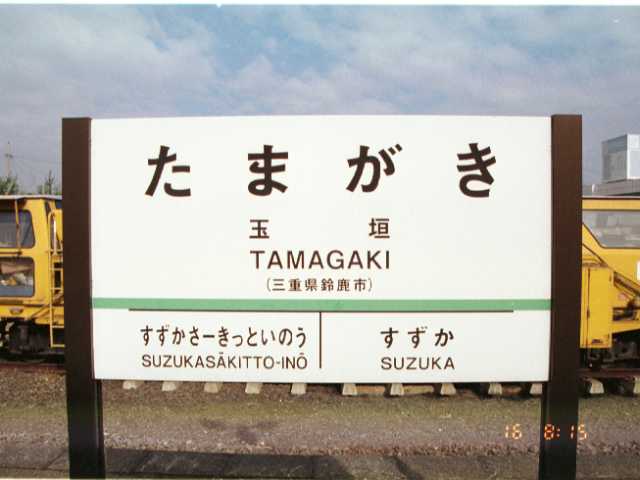 たまがき
玉垣
TAMAGAKI
(三重県鈴鹿市)
すずかさーきっといのう
SUZUKASĀKITTO-INŌ
すずか
SUZUKA
16 8:15